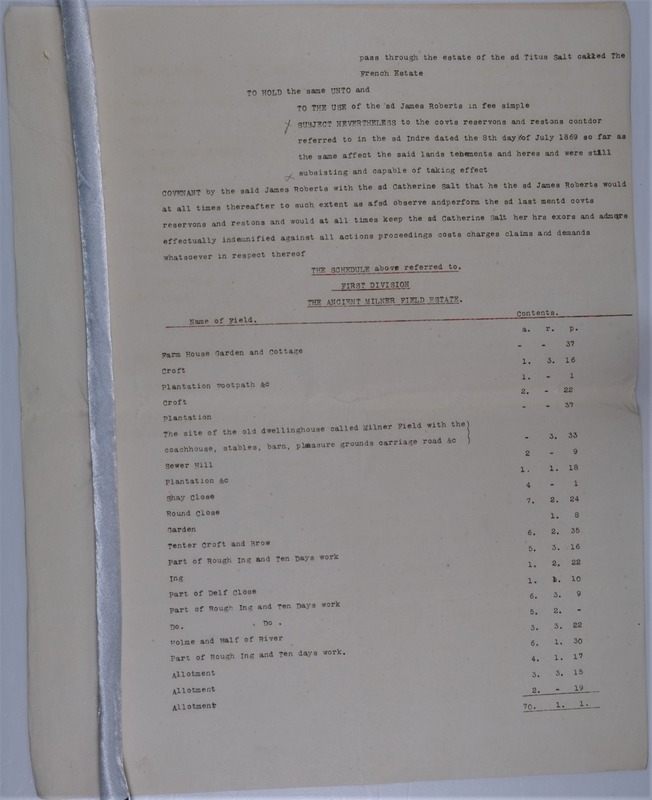 pass through the estate of the sd Titus Salt called The
French Estate
TO HOLD the same UNTO and
TO THE USE of the sd James Roberts in fee simple
SUBJECT NEVERTHELESS to the covts reservons and restons contdor
referred to in the sd Indre dated the 8th day of July 1869 so far as
the same affect the said lands tenements and heres and were still
subsisting and capable of taking effect
COVENANT by the said James Roberts with the sd Catherine Salt that he the sd James Roberts would
at all times thereafter to such extent as afsd observe andperform the sd last mentd covts
reservons and restons and would at all times keep the sd Catherine Salt her hrs exors and admrs
effectually indemnified against all actions proceedings costs charges claims and demands
whatsoever in respect thereof
THE SCHEDULE above referred to.
FIRST DIVISION
THE ANCIENT MILNER FIELD ESTATE.
Name of Field. Contents.
a. r. p.
Farm House Garden and Cottage - - 37
Croft 1. 3. 16
Plantation Footpath &c 1. - 1
Croft 2. - 22
Plantation - - 37
The site of the old dwellinghouse called Milner Field with the
coachhouse, stables, barn, pleasure grounds carriage road &c - 3. 33
Sewer Hill 2 - 9
Plantation &c 1. 1. 18
Shay Close 4 - 1
Round Close 7. 2. 24
Garden 1. 8
Tenter Croft and Brow 6. 2. 35
Part of Rough Ing and Ten Days work 5. 3. 16
Ing 1. 2. 22
Part of Delf Close 1. 1. 10
Part of Rough Ing and Ten Days work 6. 3. 9
Do. Do. 5. 2. -
Holme and Half of River 3. 3. 22
Part of Rough Ing and Ten days work. 6. 1. 30
Allotment 4. 1. 17
Allotment 3. 3. 15
Allotment 2. - 19
70. 1. 1.